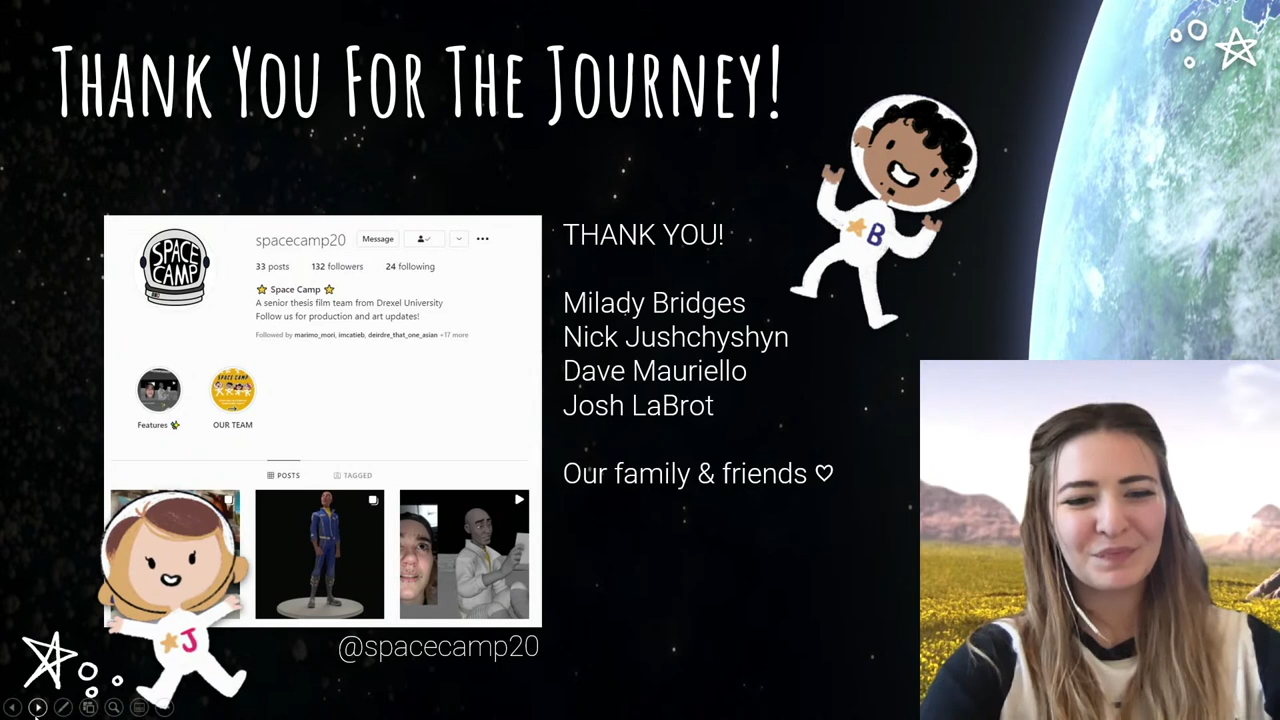 THANK YOU FOR THE JOURNEY!
SPACE
CAMP
spacecamp20 Message
33 posts 132 followers 24 following
⭐ Space Camp ⭐
A senior thesis film team from Drexel University
Follow us for production and art updates!
Followed by marimo_mori, imcatieb, deirdre_that_one_asian +17 more
SPACE CAMP
Features
OUR TEAM
POSTS TAGGED
@spacecamp20
THANK YOU!
Milady Bridges
Nick Jushchyshyn
Dave Mauriello
Josh LaBrot
Our family & friends ♡
B
J